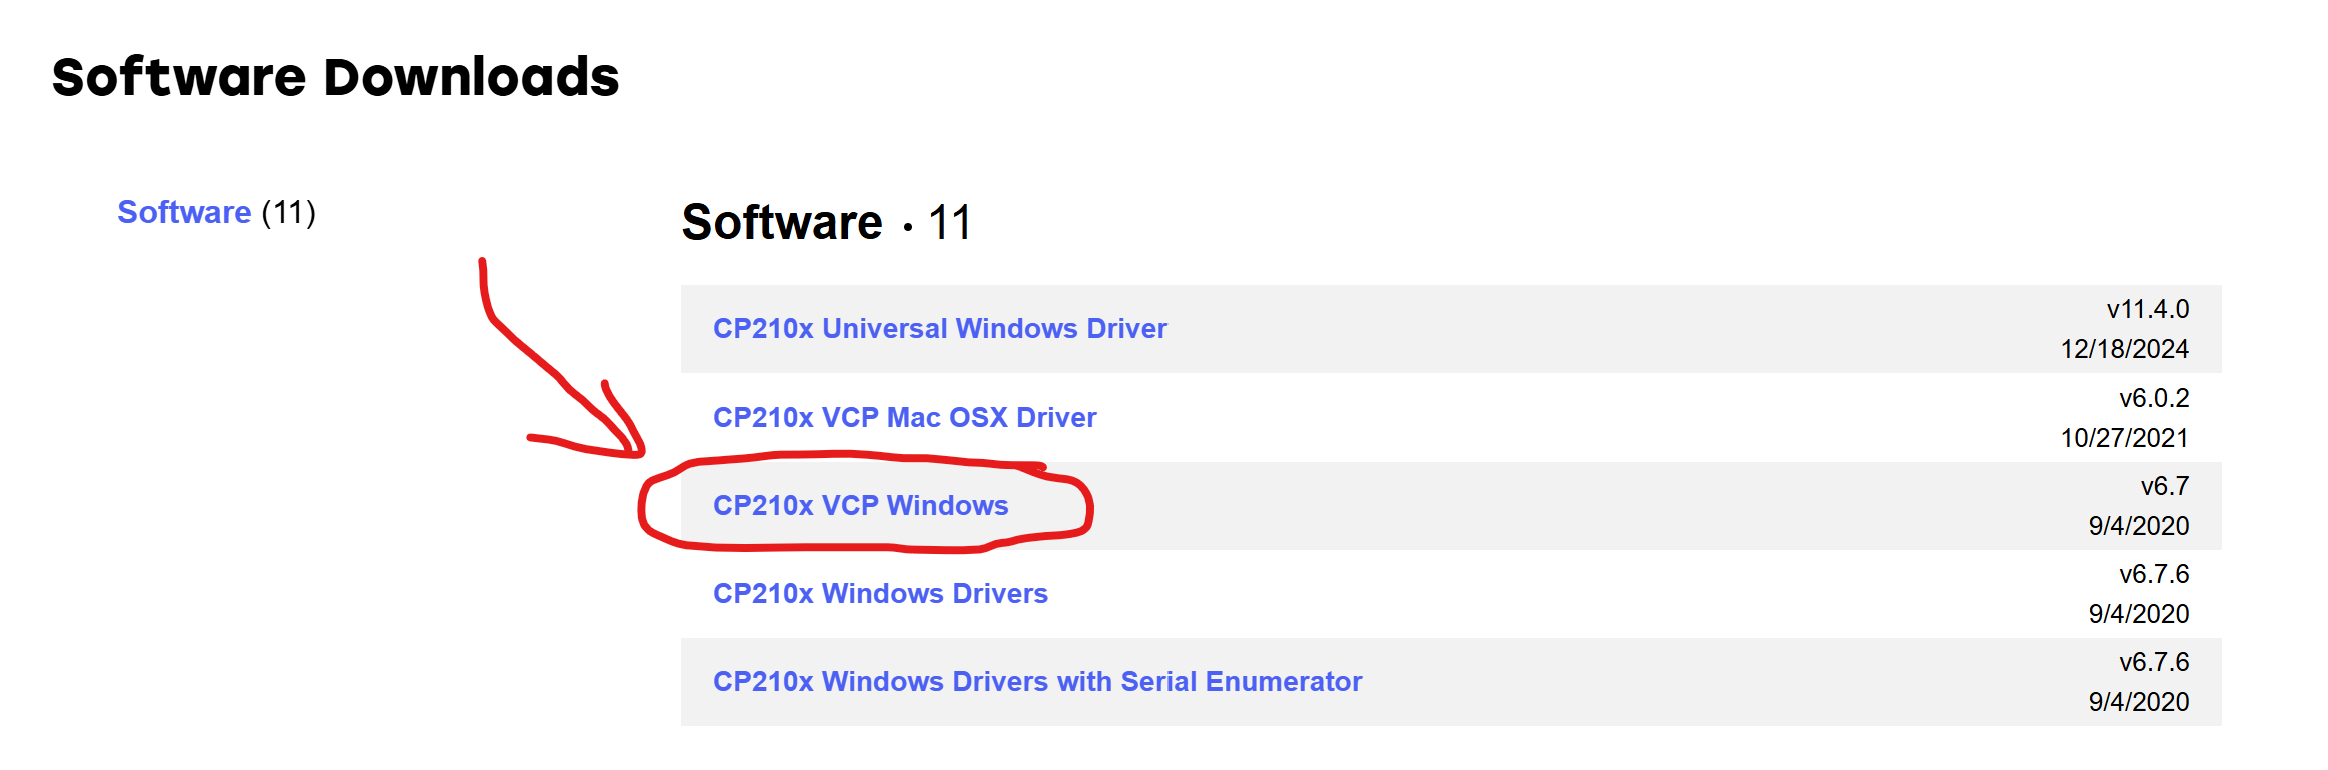 Software Downloads
Software (11)
Software · 11
CP210x Universal Windows Driver
v11.4.0
12/18/2024
CP210x VCP Mac OSX Driver
v6.0.2
10/27/2021
CP210x VCP Windows
v6.7
9/4/2020
CP210x Windows Drivers
v6.7.6
9/4/2020
CP210x Windows Drivers with Serial Enumerator
v6.7.6
9/4/2020